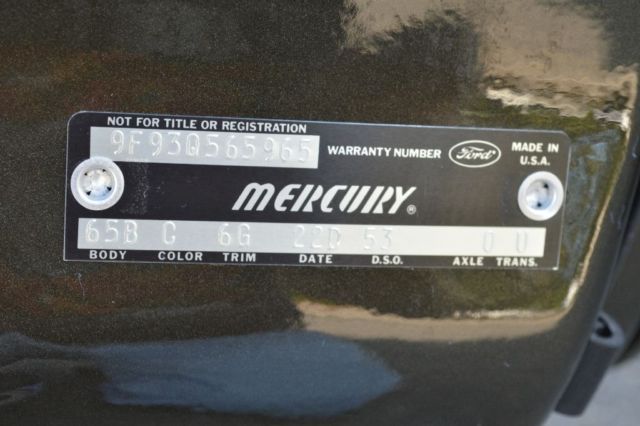 NOT FOR TITLE OR REGISTRATION
9F93Q565965 WARRANTY NUMBER Ford MADE IN U.S.A.
MERCURY®
65B C 6G 22D 53 0 U
BODY COLOR TRIM DATE D.S.O. AXLE TRANS.